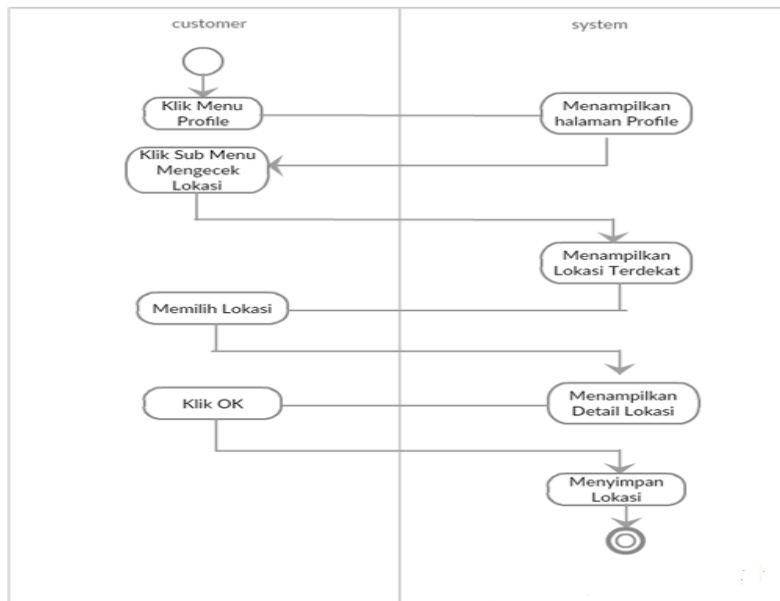 customer
system
Klik Menu
Profile
Menampilkan
halaman Profile
Klik Sub Menu
Mengecek
Lokasi
Menampilkan
Lokasi Terdekat
Memilih Lokasi
Klik OK
Menampilkan
Detail Lokasi
Menyimpan
Lokasi